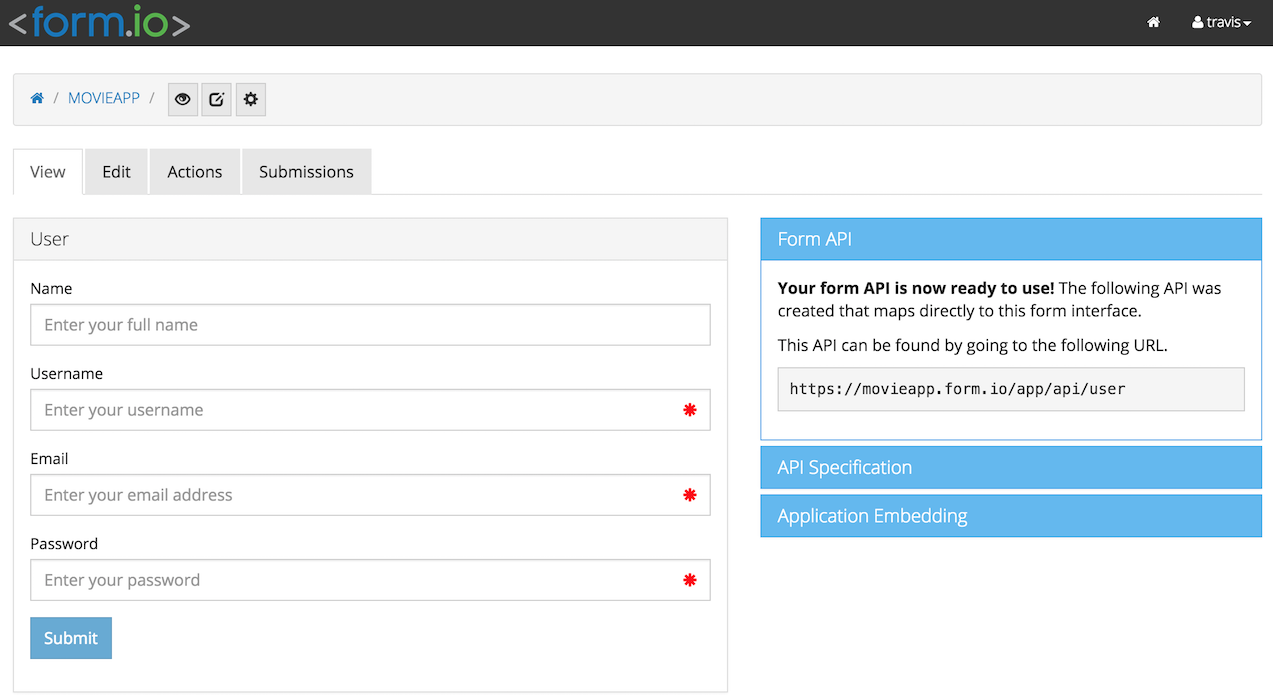 <form.io>
travis
/ MOVIEAPP /
View Edit Actions Submissions
User
Name
Enter your full name
Username
Enter your username
Email
Enter your email address
Password
Enter your password
Submit
Form API
Your form API is now ready to use! The following API was
created that maps directly to this form interface.
This API can be found by going to the following URL.
https://movieapp.form.io/app/api/user
API Specification
Application Embedding